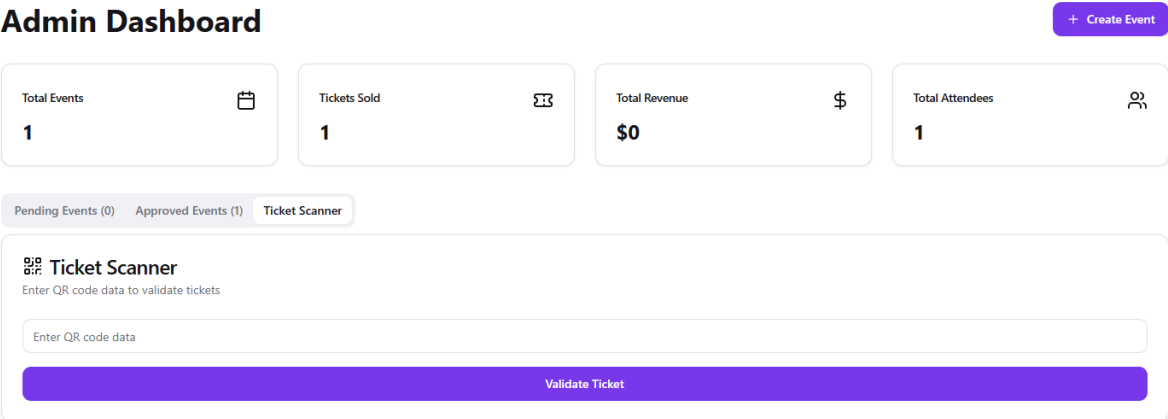 Admin Dashboard
+ Create Event
Total Events
1
Tickets Sold
1
Total Revenue
$0
Total Attendees
1
Pending Events (0)
Approved Events (1)
Ticket Scanner
Ticket Scanner
Enter QR code data to validate tickets
Enter QR code data
Validate Ticket